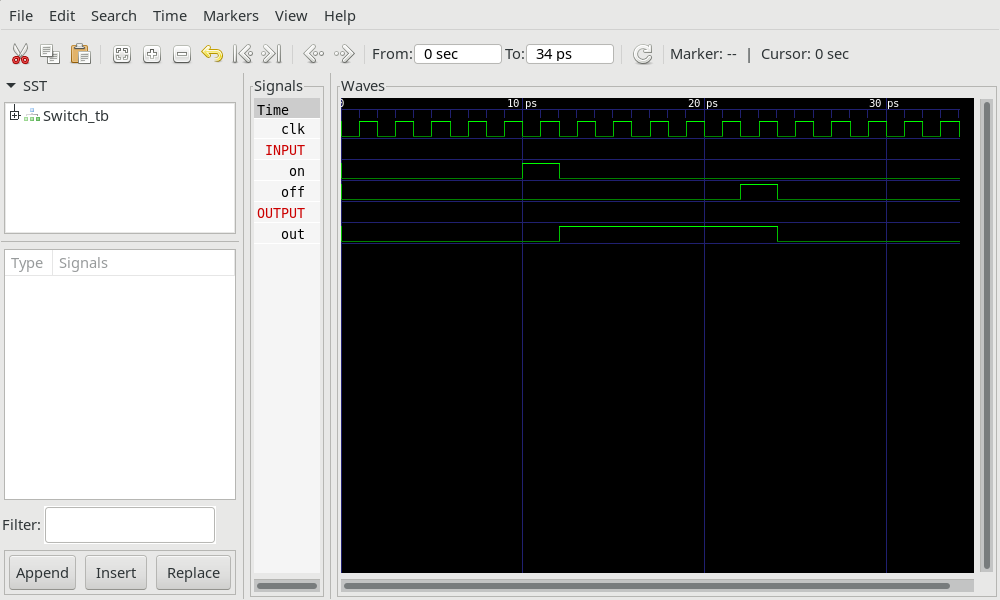 File Edit Search Time Markers View Help
From: 0 sec To: 34 ps Marker: -- | Cursor: 0 sec
SST
Switch_tb
Type Signals
Filter:
Append Insert Replace
Signals
Time
clk
INPUT
on
off
OUTPUT
out
Waves
0 10 ps 20 ps 30 ps